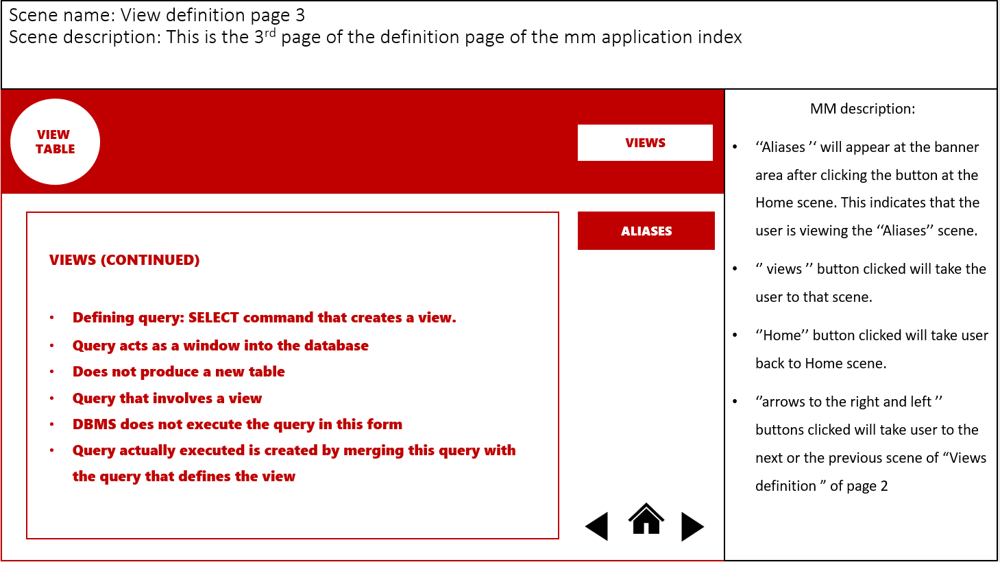 Scene name: View definition page 3
Scene description: This is the 3rd page of the definition page of the mm application index
VIEW
TABLE
VIEWS
ALIASES
VIEWS (CONTINUED)
• Defining query: SELECT command that creates a view.
• Query acts as a window into the database
• Does not produce a new table
• Query that involves a view
• DBMS does not execute the query in this form
• Query actually executed is created by merging this query with
the query that defines the view
MM description:
• ‘‘Aliases ’‘ will appear at the banner
area after clicking the button at the
Home scene. This indicates that the
user is viewing the ‘‘Aliases’’ scene.
• ‘’ views ’’ button clicked will take the
user to that scene.
• ‘’Home’’ button clicked will take user
back to Home scene.
• ‘’arrows to the right and left ’’
buttons clicked will take user to the
next or the previous scene of “Views
definition ” of page 2